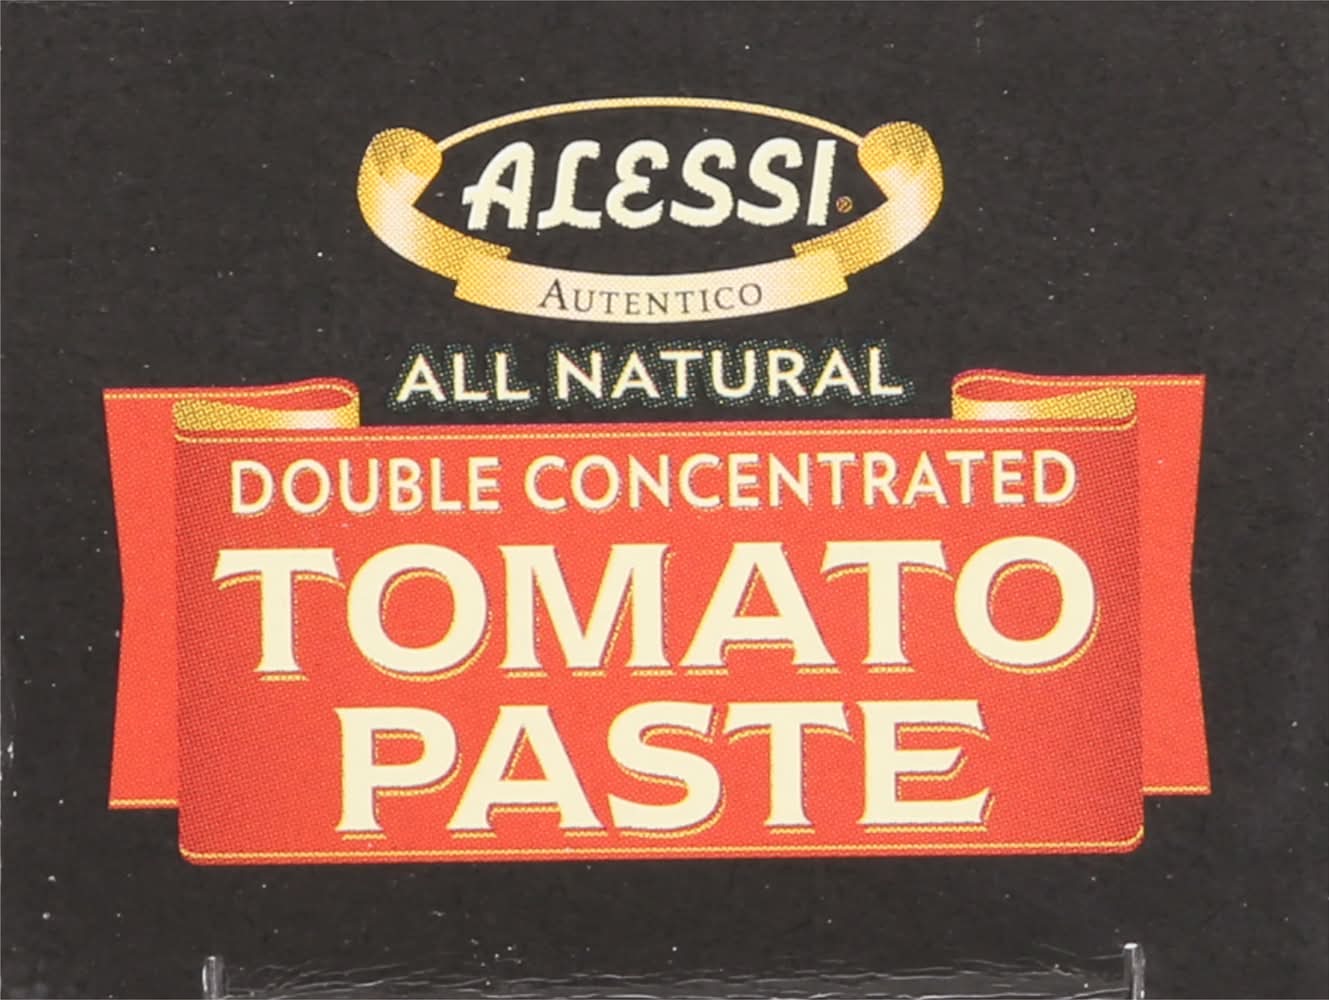 ALESSI®
AUTENTICO
ALL NATURAL
DOUBLE CONCENTRATED
TOMATO
PASTE